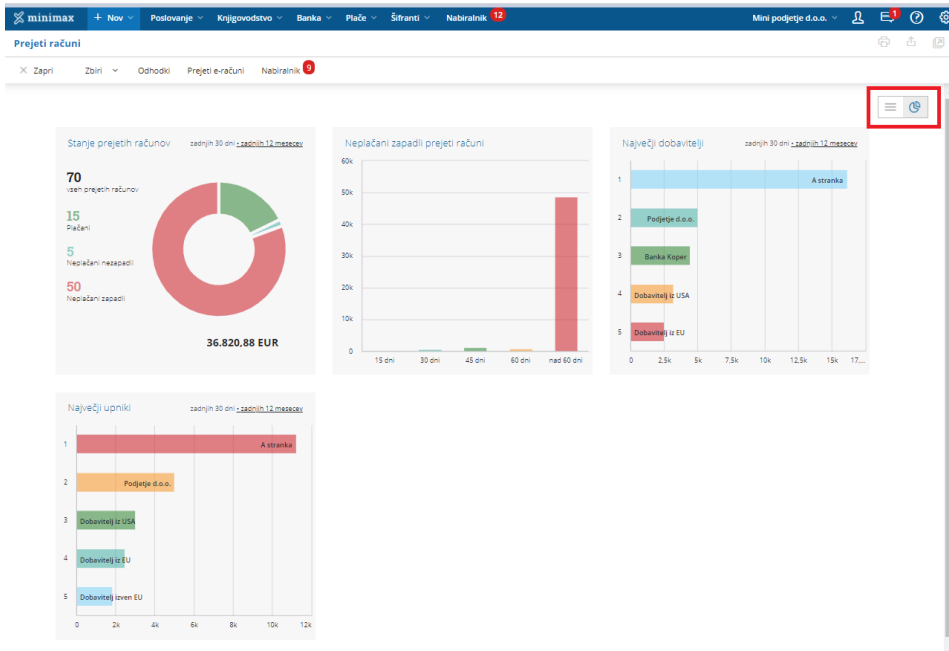 minimax + Nov Poslovanje Knjigovodstvo Banka Plače Šifranti Nabiralnik 12 Mini podjetje d.o.o. 1
Prejeti računi
Zapri Zbiri Odhodki Prejeti e-računi Nabiralnik 9
Stanje prejetih računov zadnjih 30 dni • zadnjih 12 mesecev
70
vseh prejetih računov
15
Plačani
5
Neplačani nezapadli
50
Neplačani zapadli
36.820,88 EUR
Neplačani zapadli prejeti računi
60k
50k
40k
30k
20k
10k
0
15 dni 30 dni 45 dni 60 dni nad 60 dni
Največji dobavitelji zadnjih 30 dni • zadnjih 12 mesecev
1 A stranka
2 Podjetje d.o.o.
3 Banka Koper
4 Dobavitelj iz USA
5 Dobavitelj iz EU
0 2.5k 5k 7.5k 10k 12.5k 15k 17....
Največji upniki zadnjih 30 dni • zadnjih 12 mesecev
1 A stranka
2 Podjetje d.o.o.
3 Dobavitelj iz USA
4 Dobavitelj iz EU
5 Dobavitelj izven EU
0 2k 4k 6k 8k 10k 12k